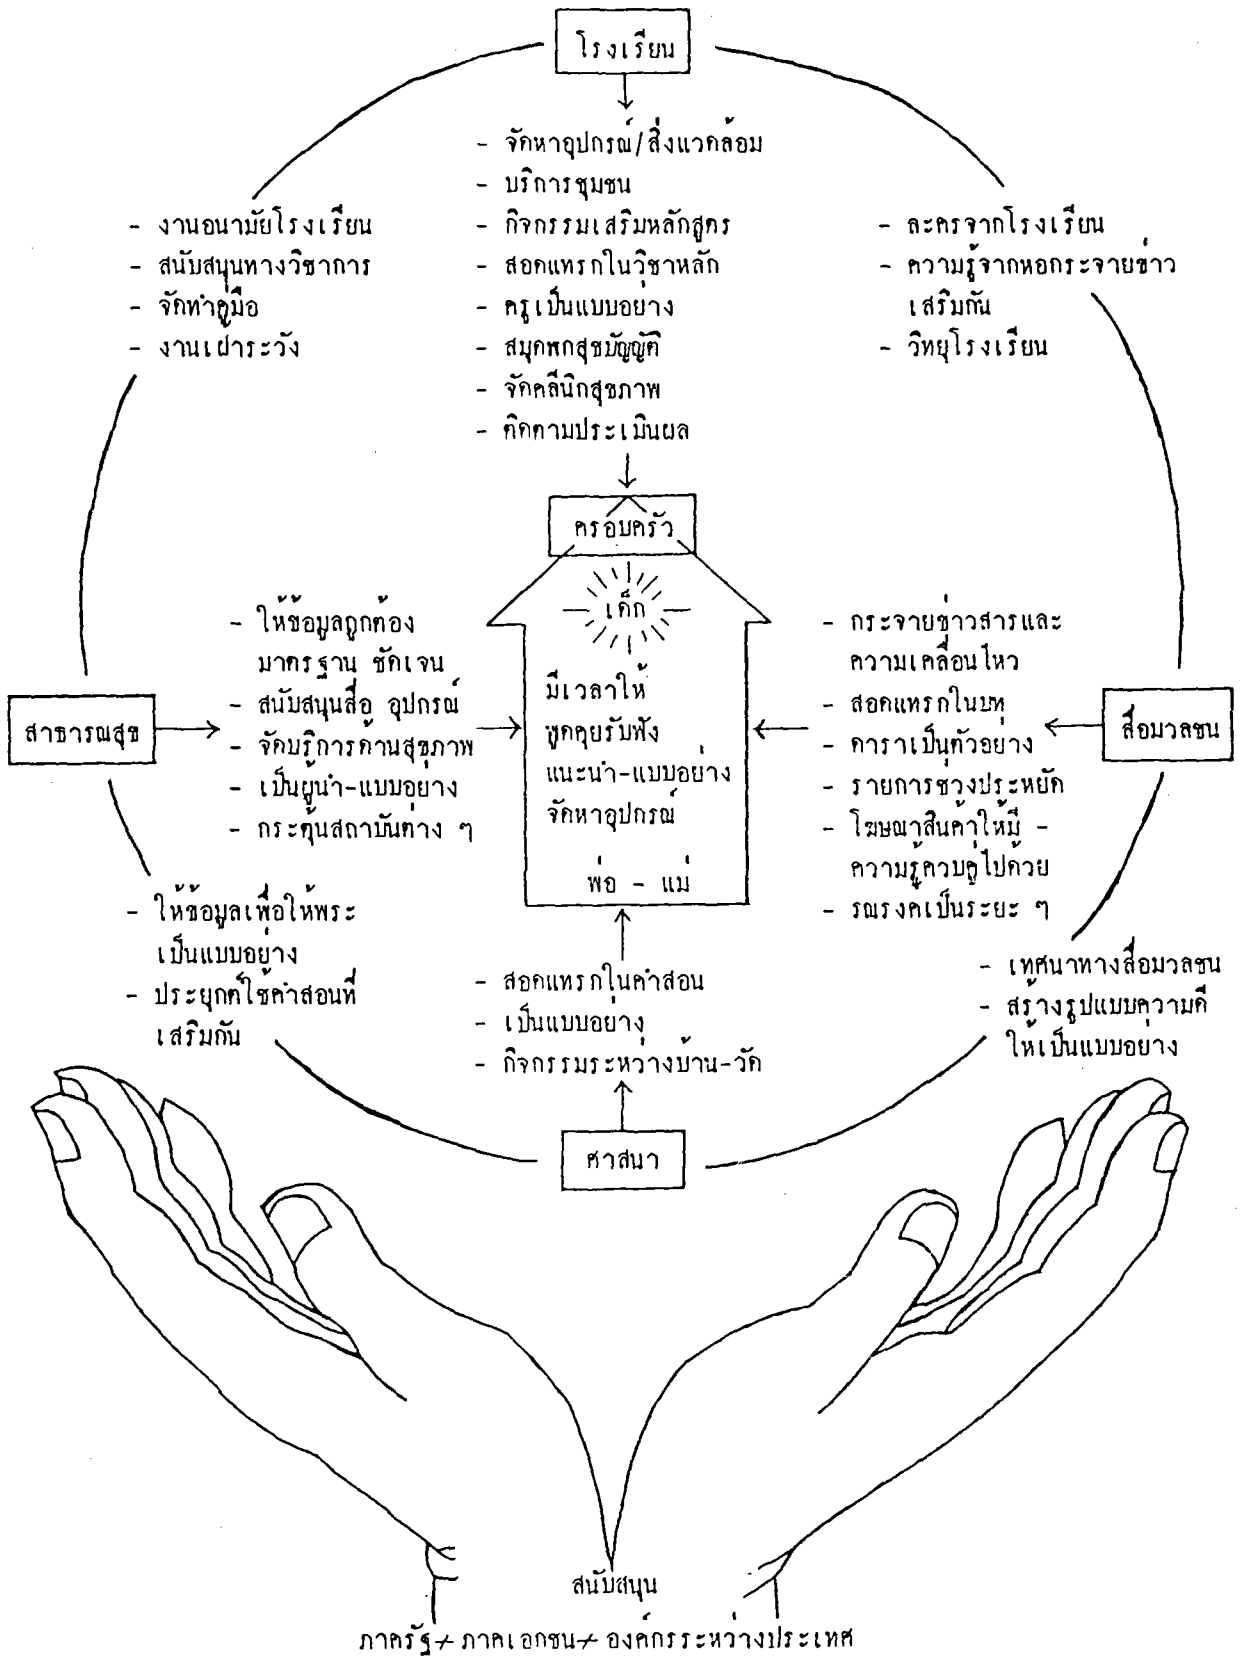 โรงเรียน
- จัดหาอุปกรณ์/สิ่งแวดล้อม
- บริการชุมชน
- กิจกรรมเสริมหลักสูตร
- สอดแทรกในวิชาหลัก
- ครูเป็นแบบอย่าง
- สมุดพกสุขบัญญัติ
- จัดคลีนิกสุขภาพ
- ติดตามประเมินผล
- งานอนามัยโรงเรียน
- สนับสนุนทางวิชาการ
- จัดทำคู่มือ
- งานเฝ้าระวัง
- ละครจากโรงเรียน
- ความรู้จากหอกระจายข่าว
เสริมกัน
- วิทยุโรงเรียน
ครอบครัว
เด็ก
มีเวลาให้
พูดคุยรับฟัง
แนะนำ-แบบอย่าง
จัดหาอุปกรณ์
พ่อ - แม่
สาธารณสุข
- ให้ข้อมูลถูกต้อง
มาตรฐาน ชัดเจน
- สนับสนุนสื่อ อุปกรณ์
- จัดบริการด้านสุขภาพ
- เป็นผู้นำ-แบบอย่าง
- กระตุ้นสถาบันต่าง ๆ
สื่อมวลชน
- กระจายข่าวสารและ
ความเคลื่อนไหว
- สอดแทรกในบท
- ดาราเป็นตัวอย่าง
- รายการช่วงประหยัด
- โฆษณาสินค้าให้มี -
ความรู้ควบคู่ไปด้วย
- รณรงค์เป็นระยะ ๆ
- ให้ข้อมูลเพื่อให้พระ
เป็นแบบอย่าง
- ประยุกต์ใช้คำสอนที่
เสริมกัน
- สอดแทรกในคำสอน
- เป็นแบบอย่าง
- กิจกรรมระหว่างบ้าน-วัด
- เทศนาทางสื่อมวลชน
- สร้างรูปแบบความดี
ให้เป็นแบบอย่าง
ศาสนา
สนับสนุน
ภาครัฐ+ ภาคเอกชน+ องค์กรระหว่างประเทศ